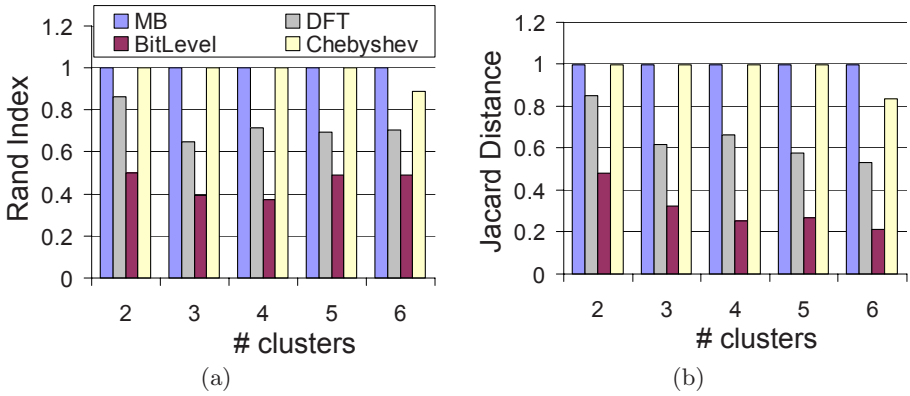 1.2
1
0.8
0.6
0.4
0.2
0
Rand Index
MB
DFT
BitLevel
Chebyshev
2 3 4 5 6
# clusters
(a)
1.2
1
0.8
0.6
0.4
0.2
0
Jacard Distance
2 3 4 5 6
# clusters
(b)